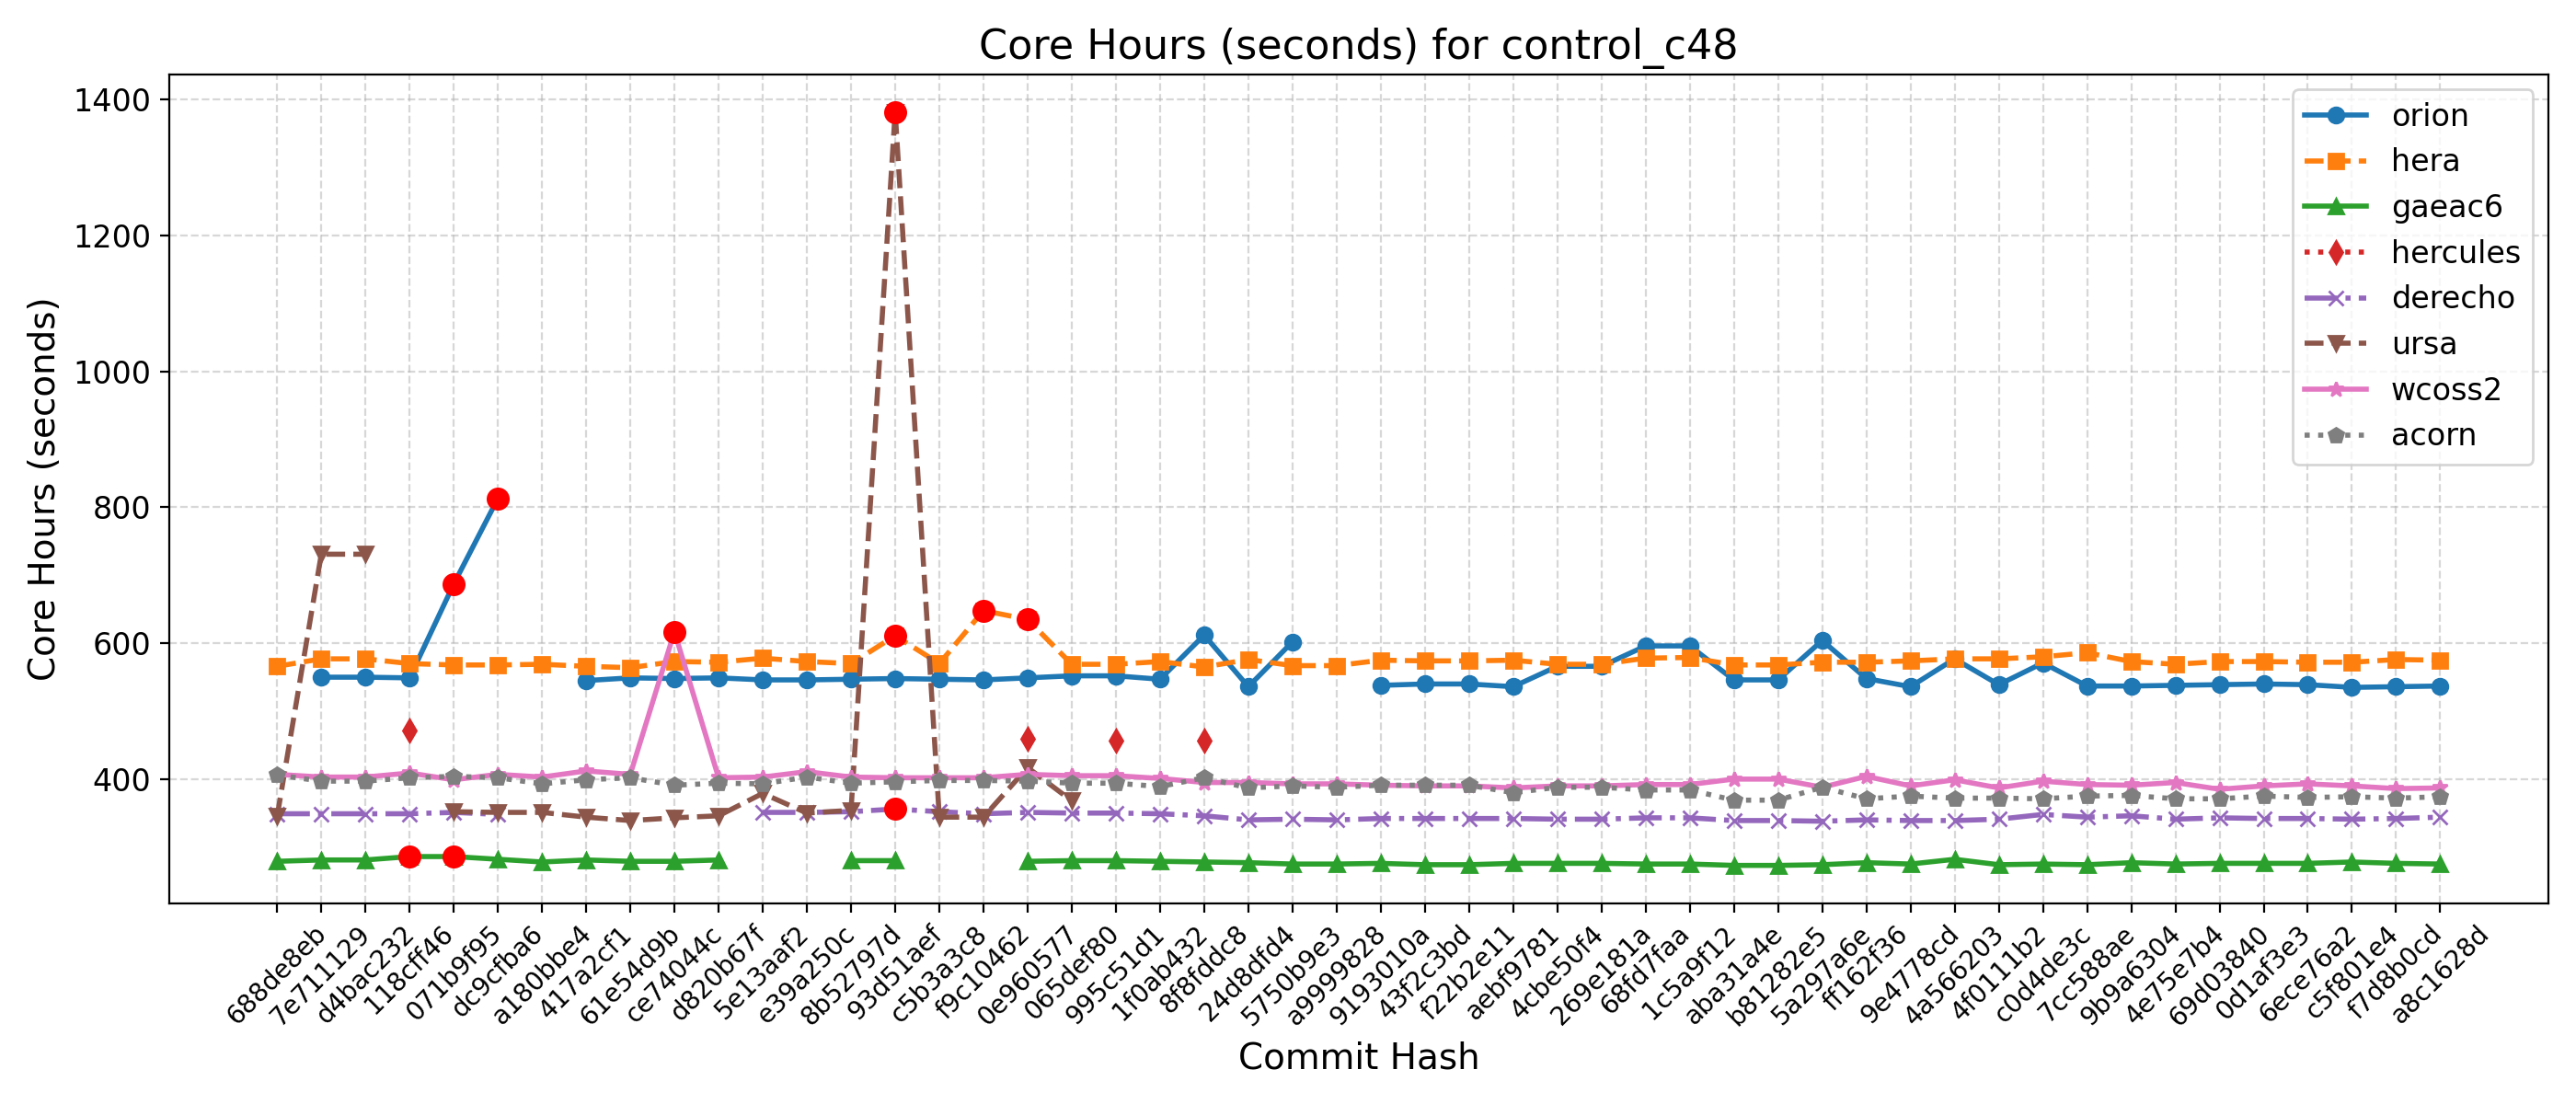 Core Hours (seconds) for control_c48
Core Hours (seconds)
1400
1200
1000
800
600
400
orion
hera
gaeac6
hercules
derecho
ursa
wcoss2
acorn
688de8eb
7e711129
d4bac232
118cff46
071b9f95
dc9cfba6
a180bbe4
417a2cf1
61e54d9b
ce74044c
d820b67f
5e13aaf2
e39a250c
8b52797d
93d51aef
c5b3a3c8
f9c10462
0e960577
065def80
995c51d1
1f0ab432
8f8fddc8
24d8dfd4
5750b9e3
a9999828
9193010a
43f2c3bd
f22b2e11
aebf9781
4cbe50f4
269e181a
68fd7faa
1c5a9f12
aba31a4e
b81282e5
5a297a6e
ff162f36
9e4778cd
4a566203
4f0111b2
c0d4de3c
7cc588ae
9b9a6304
4e75e7b4
69d03840
0d1af3e3
6ece76a2
c5f801e4
f7d8b0cd
a8c1628d
Commit Hash